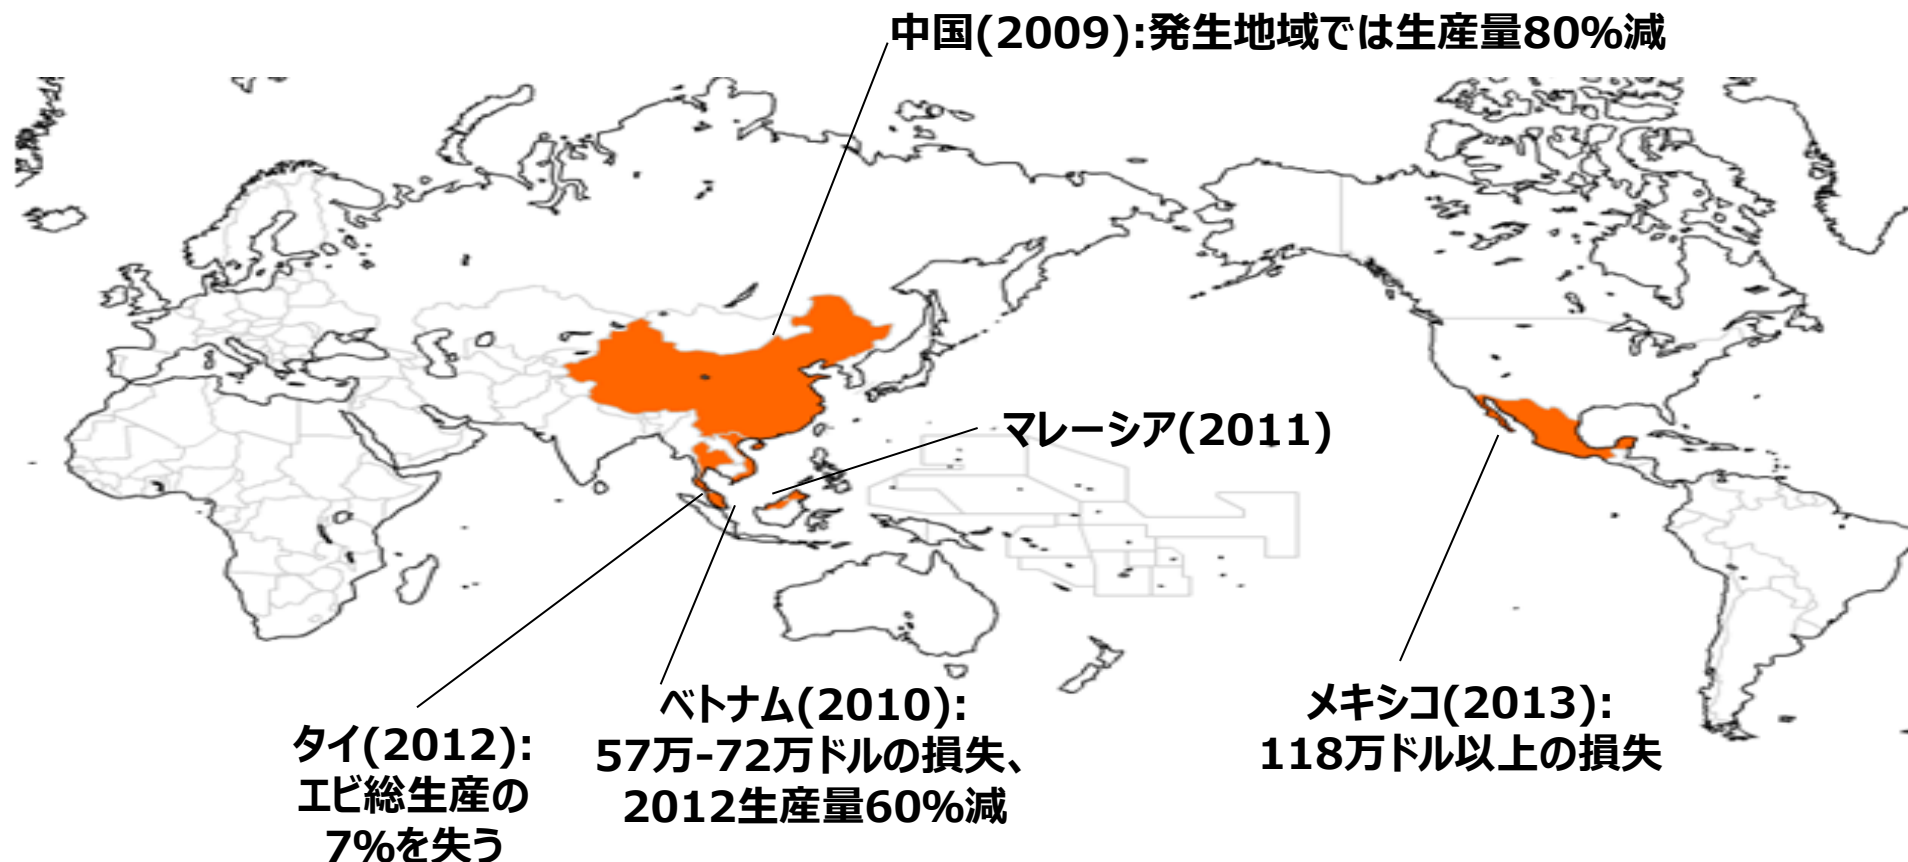 中国(2009):発生地域では生産量80%減
マレーシア(2011)
タイ(2012):
エビ総生産の
7%を失う
ベトナム(2010):
57万-72万ドルの損失、
2012生産量60%減
メキシコ(2013):
118万ドル以上の損失